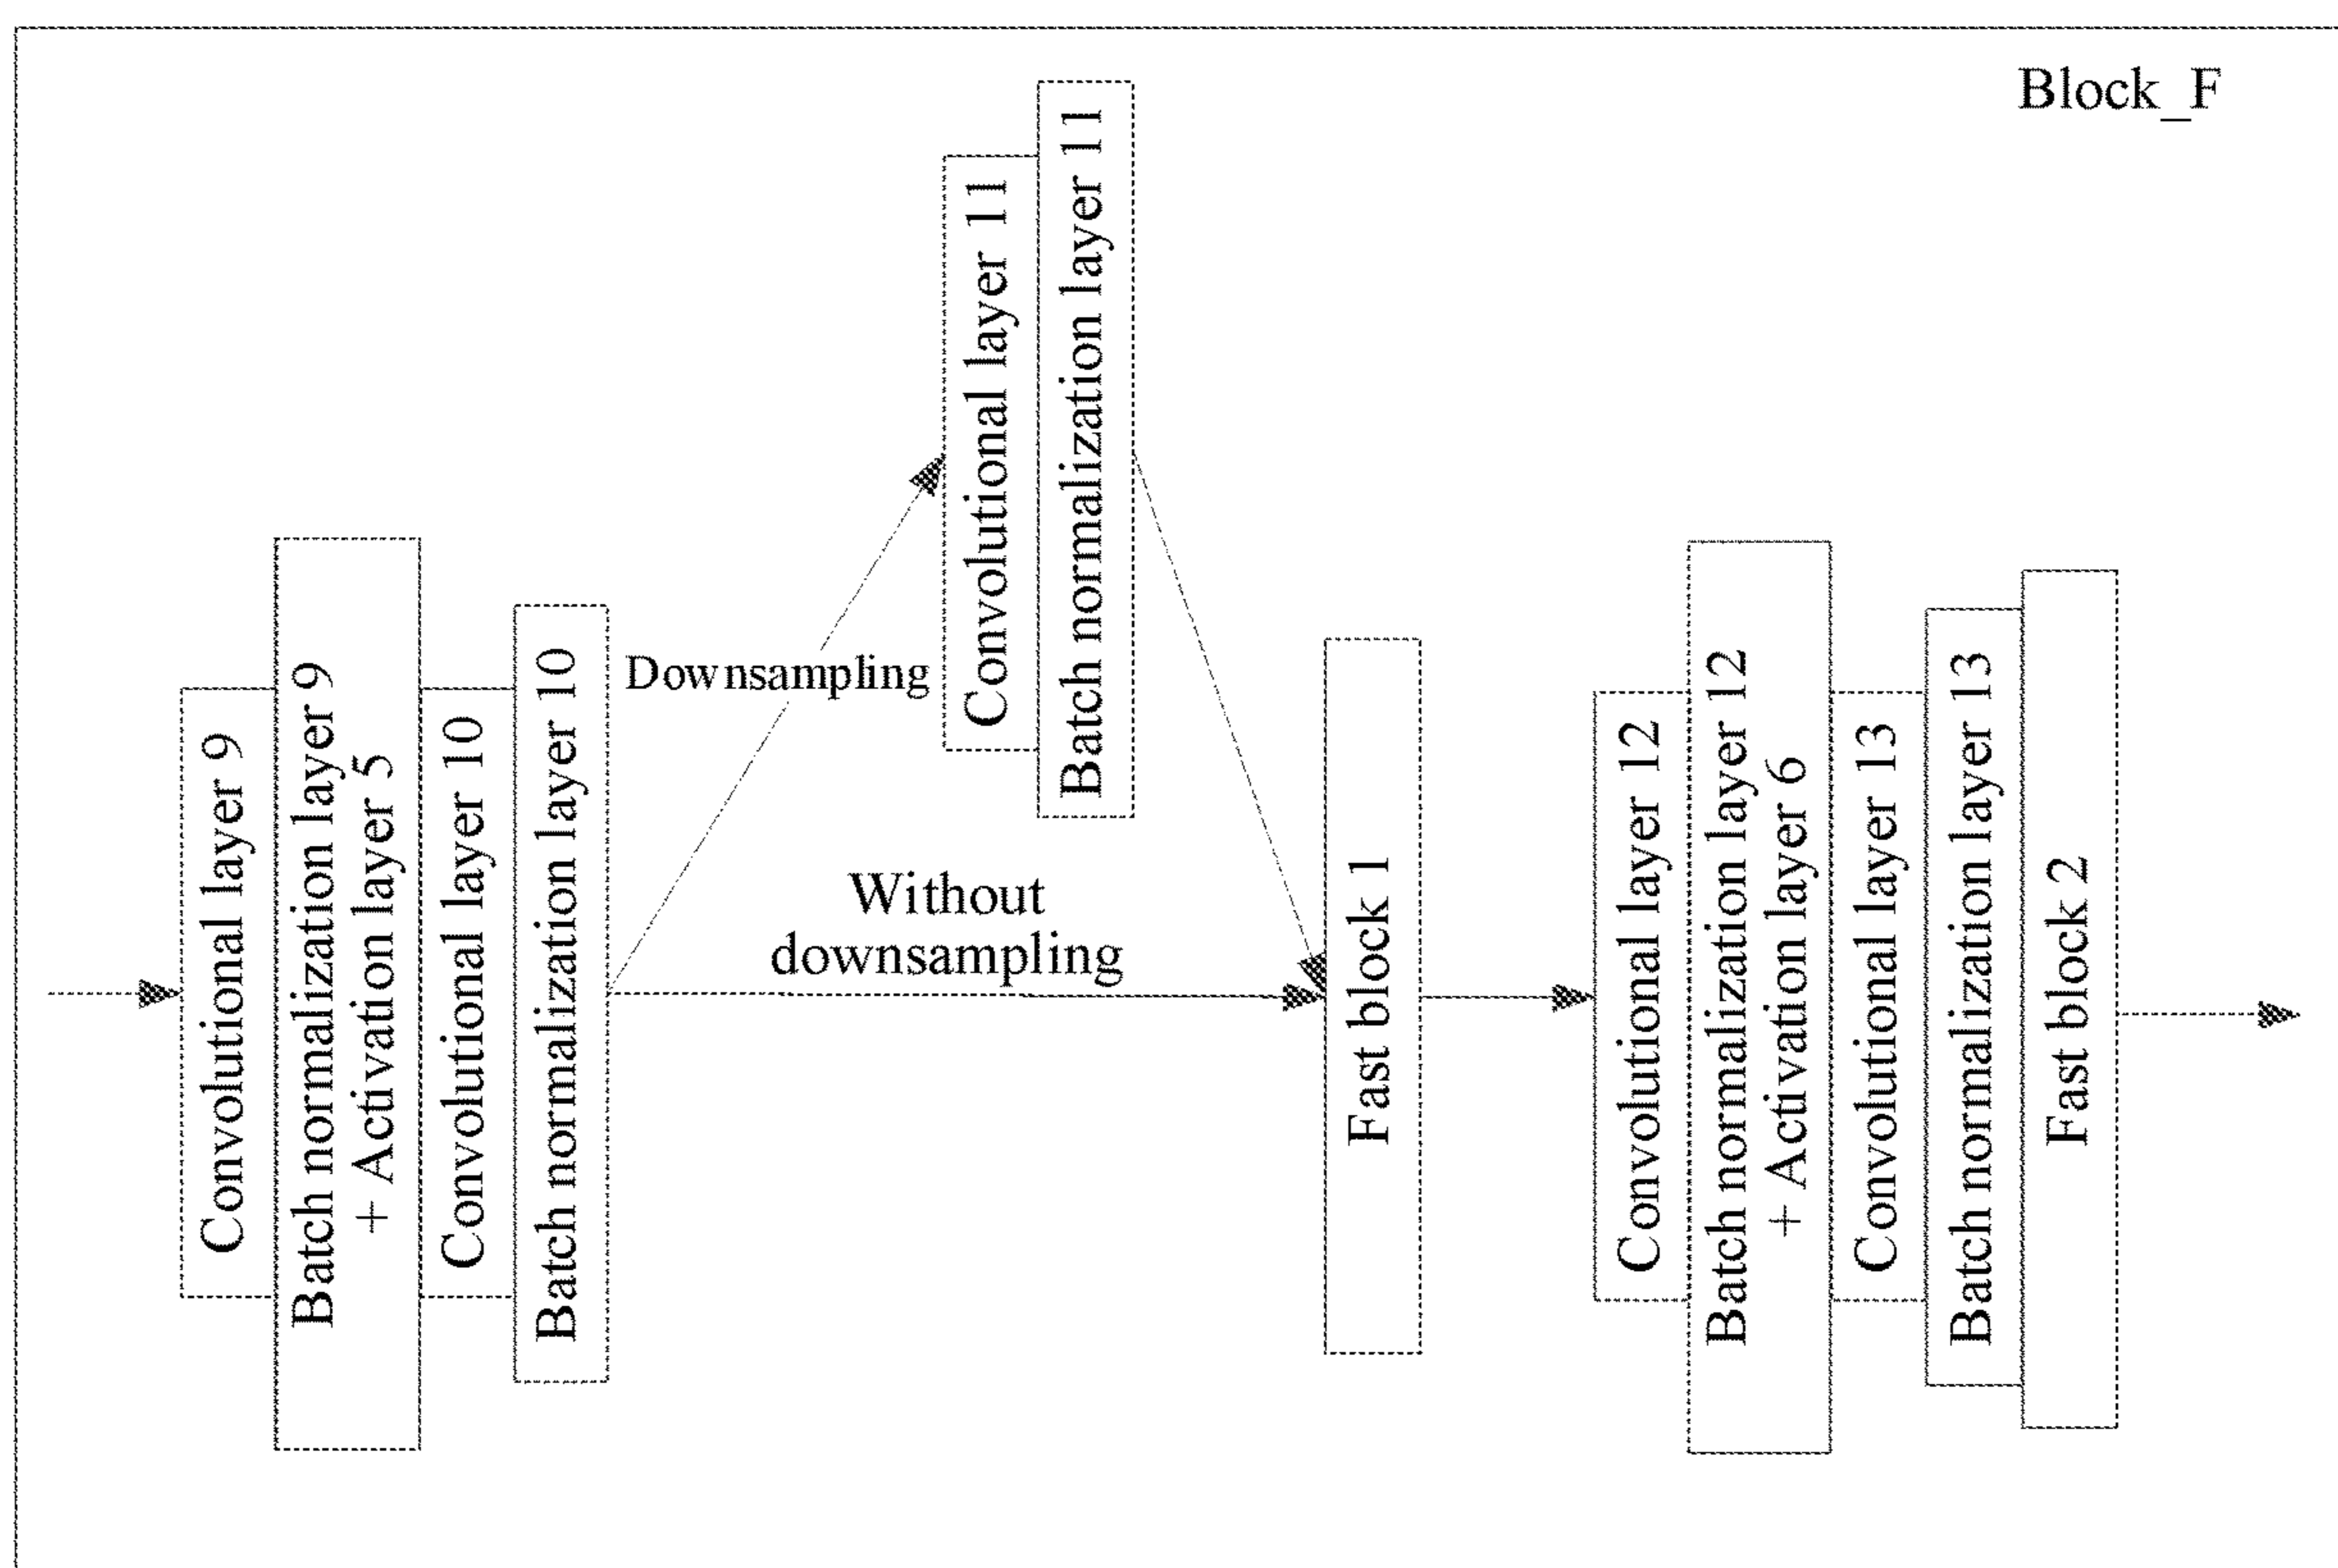 Block_F
Convolutional layer 9
Batch normalization layer 9
+ Activation layer 5
Convolutional layer 10
Batch normalization layer 10
Downsampling
Convolutional layer 11
Batch normalization layer 11
Without
downsampling
Fast block 1
Convolutional layer 12
Batch normalization layer 12
+ Activation layer 6
Convolutional layer 13
Batch normalization layer 13
Fast block 2